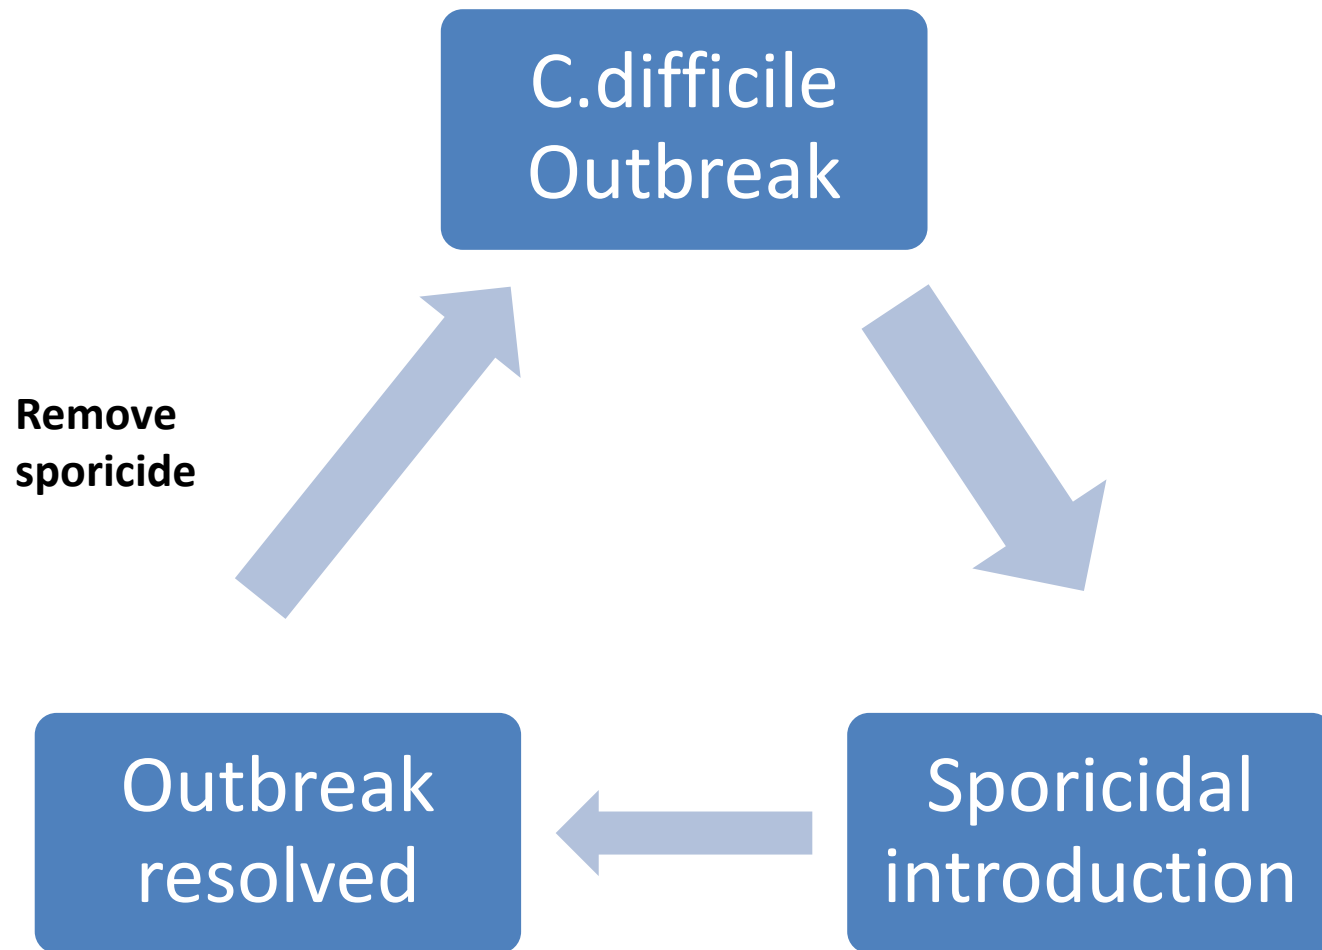 C.difficile
Outbreak
Remove
sporicide
Outbreak
resolved
Sporicidal
introduction